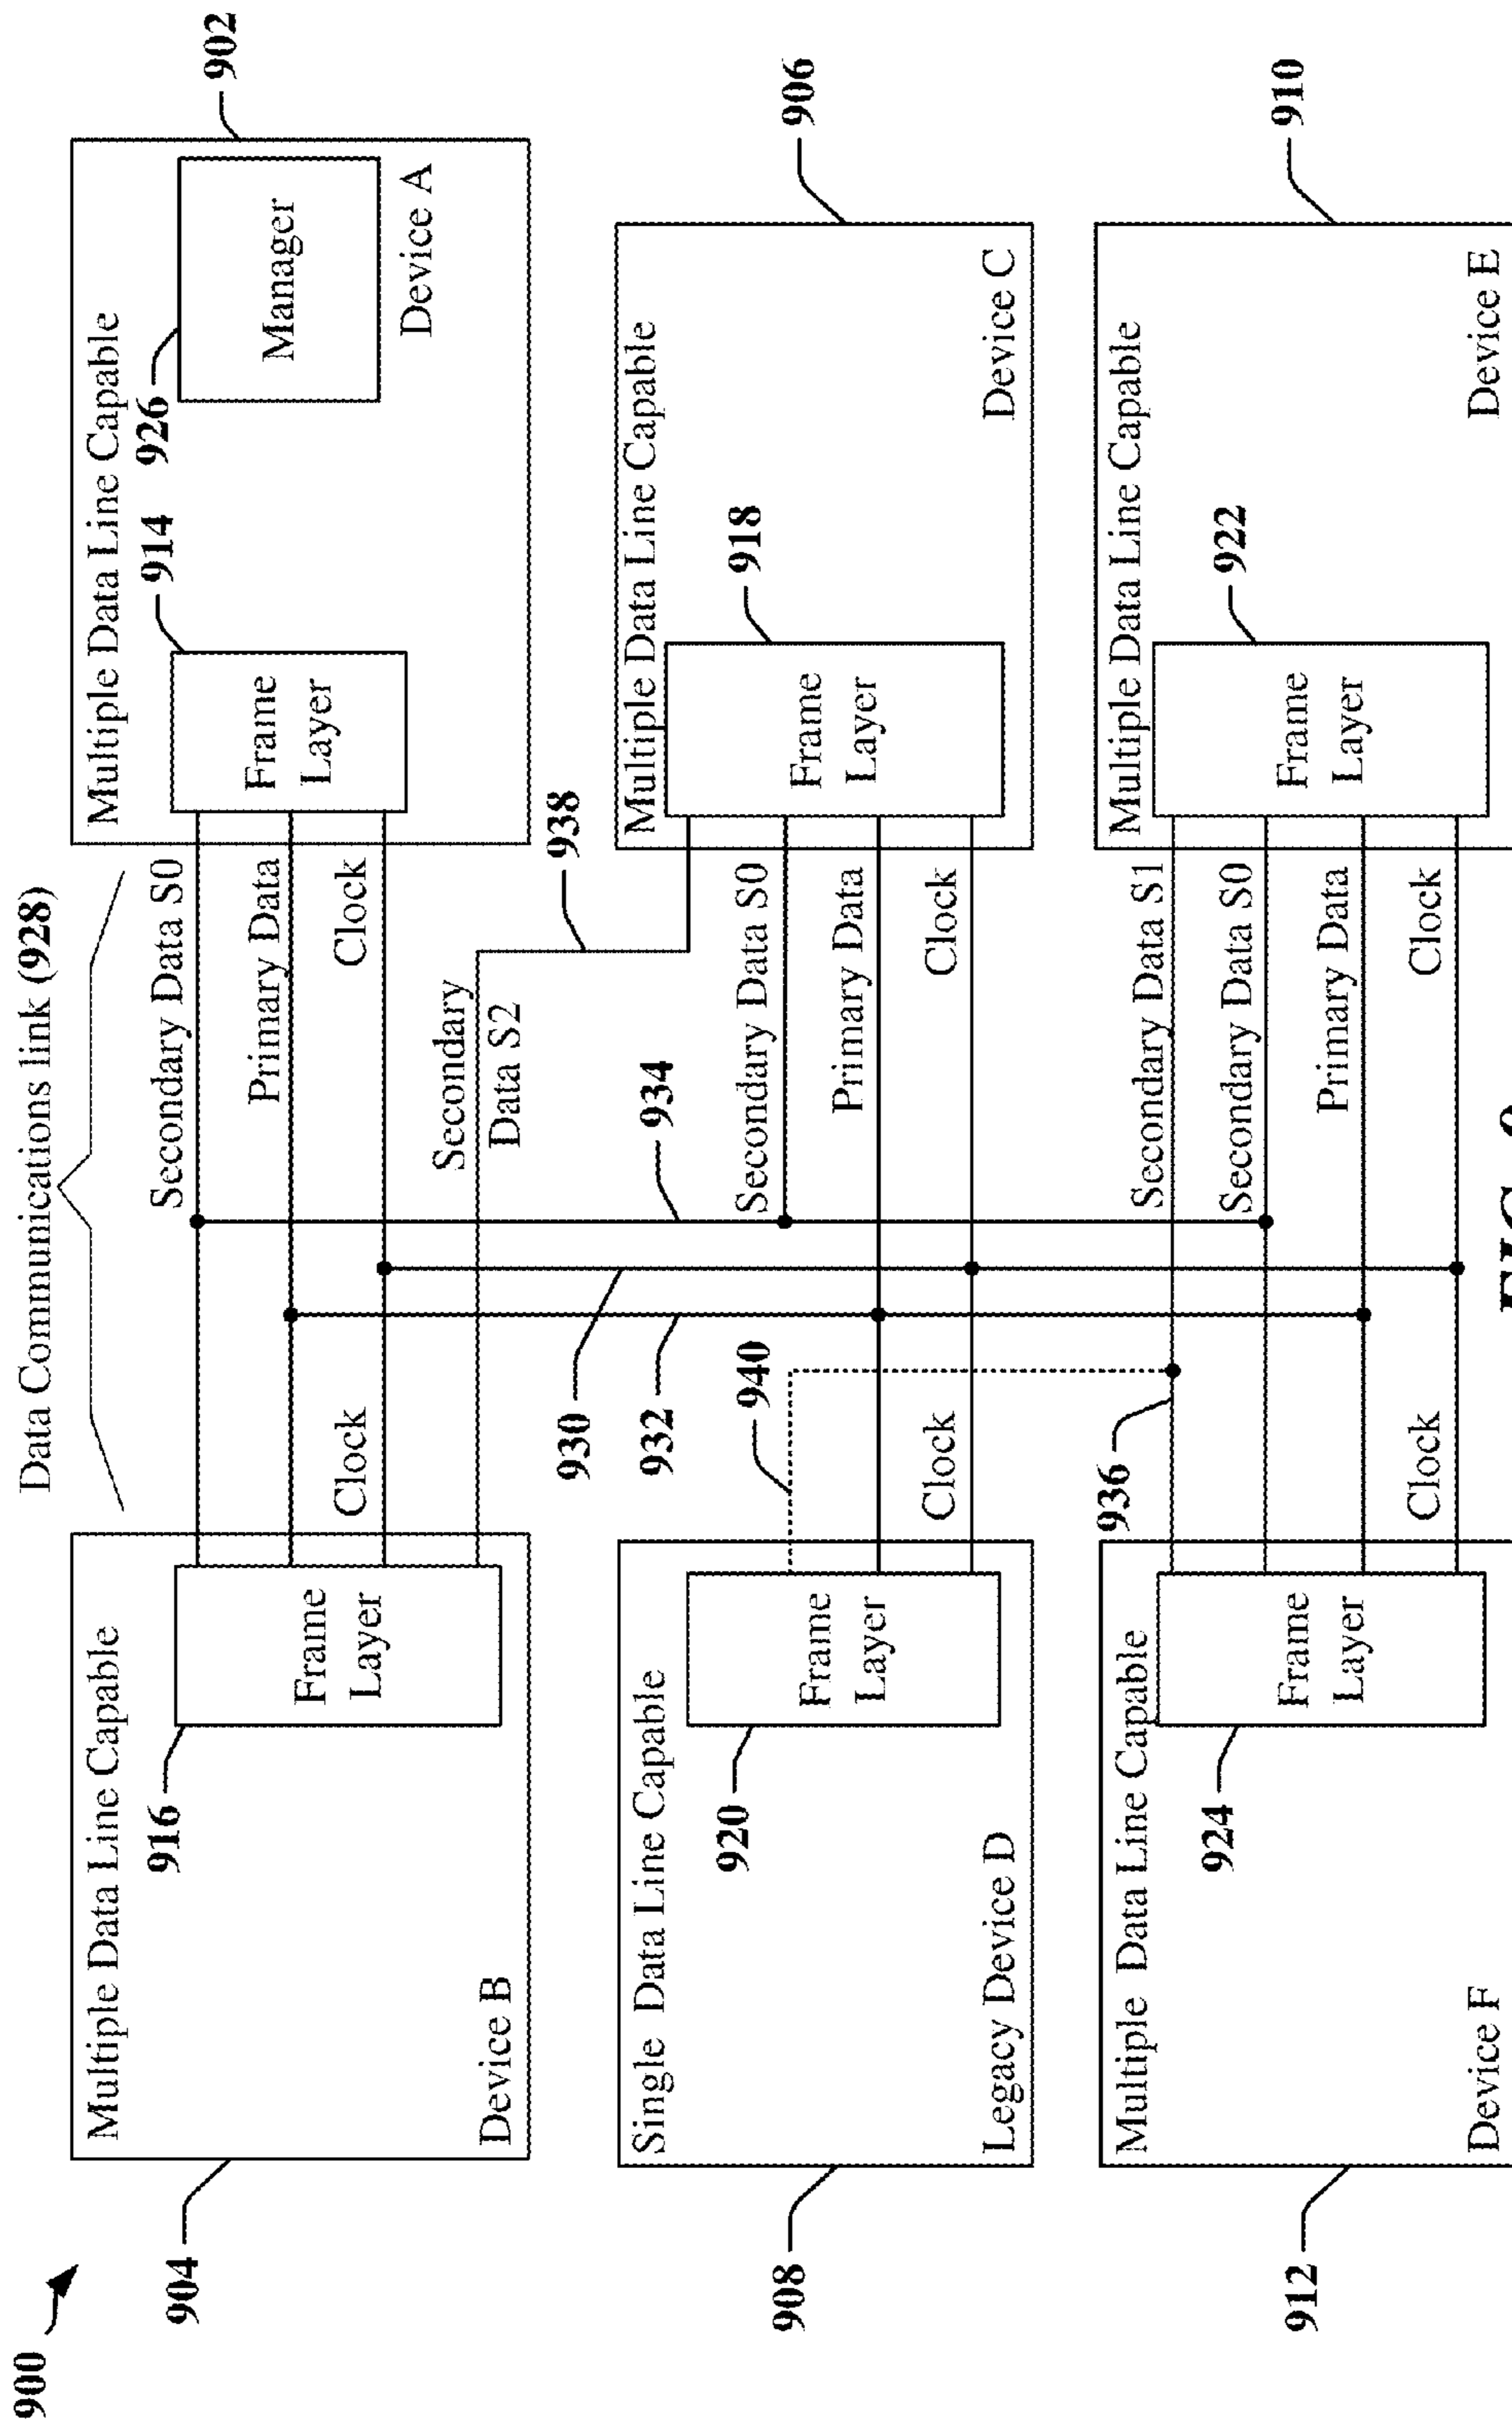 900
Data Communications link (928)
904
Multiple Data Line Capable
916
Frame
Layer
Device B
Clock
Secondary Data S0
Primary Data
Clock
Secondary
Data S2
Multiple Data Line Capable
914
Frame
Layer
926
Manager
Device A
902
938
930
932
934
940
908
Single Data Line Capable
920
Frame
Layer
Legacy Device D
Clock
Secondary Data S0
Primary Data
Clock
Multiple Data Line Capable
918
Frame
Layer
Device C
906
912
Multiple Data Line Capable
924
Frame
Layer
Device F
936
Clock
Secondary Data S1
Secondary Data S0
Primary Data
Clock
Multiple Data Line Capable
922
Frame
Layer
Device E
910